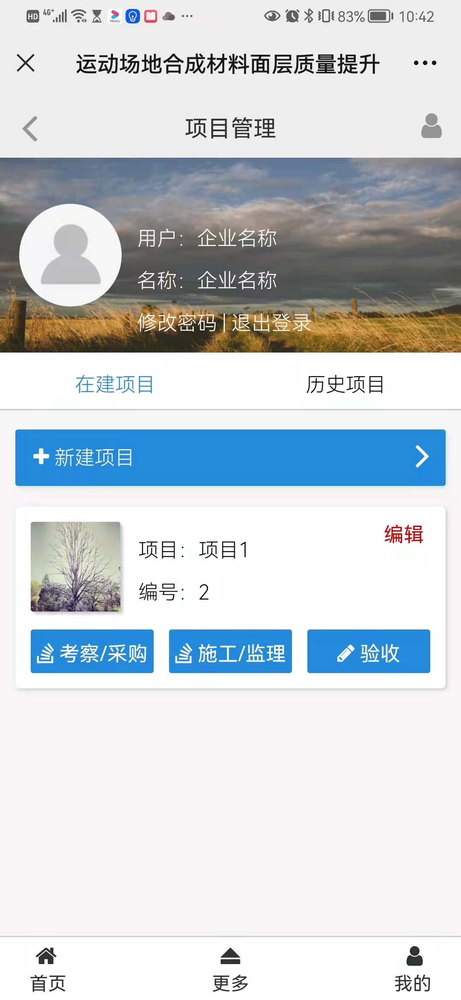 HD 4G+ YOUKU 83% 10:42
运动场地合成材料面层质量提升
项目管理
用户：企业名称
名称：企业名称
修改密码 | 退出登录
在建项目 历史项目
新建项目
编辑
项目：项目1
编号：2
考察/采购 施工/监理 验收
首页 更多 我的